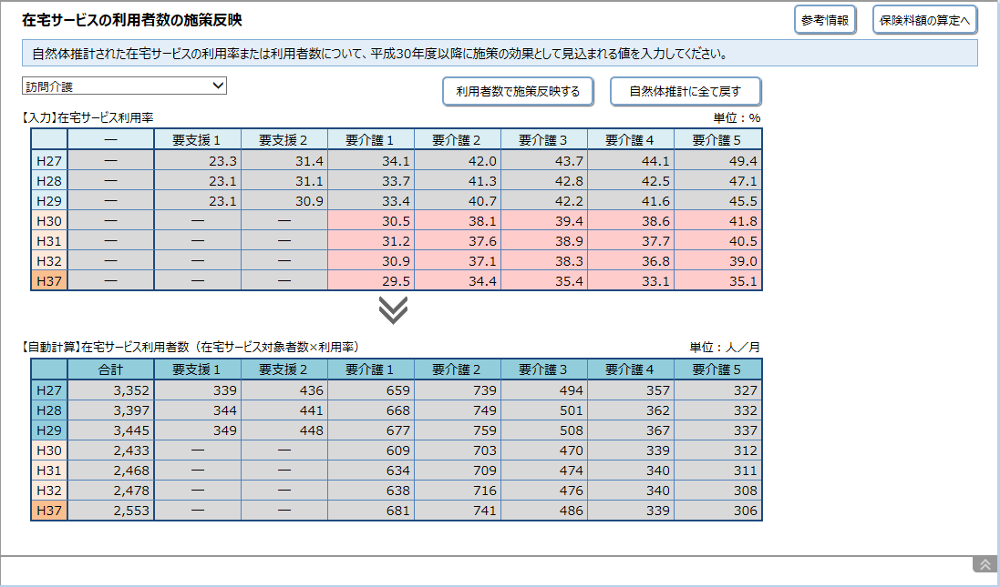 在宅サービスの利用者数の施策反映
参考情報 保険料額の算定へ
自然体推計された在宅サービスの利用率または利用者数について、平成30年度以降に施策の効果として見込まれる値を入力してください。
訪問介護 利用者数で施策反映する 自然体推計に全て戻す
【入力】在宅サービス利用率 単位：％
― 要支援１ 要支援２ 要介護１ 要介護２ 要介護３ 要介護４ 要介護５
H27 ― 23.3 31.4 34.1 42.0 43.7 44.1 49.4
H28 ― 23.1 31.1 33.7 41.3 42.8 42.5 47.1
H29 ― 23.1 30.9 33.4 40.7 42.2 41.6 45.5
H30 ― ― ― 30.5 38.1 39.4 38.6 41.8
H31 ― ― ― 31.2 37.6 38.9 37.7 40.5
H32 ― ― ― 30.9 37.1 38.3 36.8 39.0
H37 ― ― ― 29.5 34.4 35.4 33.1 35.1
【自動計算】在宅サービス利用者数（在宅サービス対象者数×利用率） 単位：人／月
合計 要支援１ 要支援２ 要介護１ 要介護２ 要介護３ 要介護４ 要介護５
H27 3,352 339 436 659 739 494 357 327
H28 3,397 344 441 668 749 501 362 332
H29 3,445 349 448 677 759 508 367 337
H30 2,433 ― ― 609 703 470 339 312
H31 2,468 ― ― 634 709 474 340 311
H32 2,478 ― ― 638 716 476 340 308
H37 2,553 ― ― 681 741 486 339 306